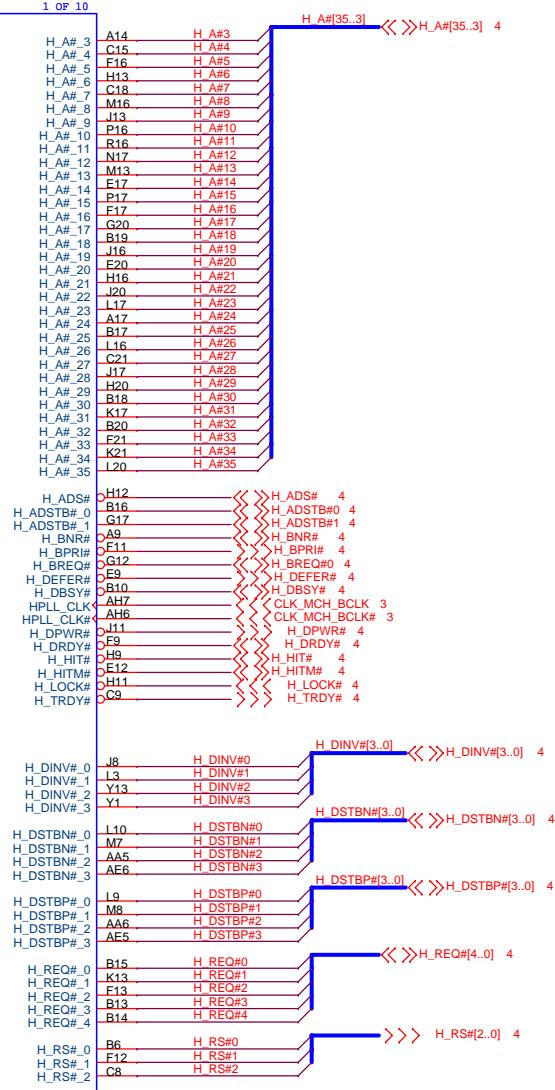 1 OF 10
H_A#[35..3] H_A#[35..3] 4
H_A#_3 A14 H_A#3
H_A#_4 C15 H_A#4
H_A#_5 F16 H_A#5
H_A#_6 H13 H_A#6
H_A#_7 C18 H_A#7
H_A#_8 M16 H_A#8
H_A#_9 J13 H_A#9
H_A#_10 P16 H_A#10
H_A#_11 R16 H_A#11
H_A#_12 N17 H_A#12
H_A#_13 M13 H_A#13
H_A#_14 E17 H_A#14
H_A#_15 P17 H_A#15
H_A#_16 F17 H_A#16
H_A#_17 G20 H_A#17
H_A#_18 B19 H_A#18
H_A#_19 J16 H_A#19
H_A#_20 E20 H_A#20
H_A#_21 H16 H_A#21
H_A#_22 J20 H_A#22
H_A#_23 L17 H_A#23
H_A#_24 A17 H_A#24
H_A#_25 B17 H_A#25
H_A#_26 L16 H_A#26
H_A#_27 C21 H_A#27
H_A#_28 J17 H_A#28
H_A#_29 H20 H_A#29
H_A#_30 B18 H_A#30
H_A#_31 K17 H_A#31
H_A#_32 B20 H_A#32
H_A#_33 F21 H_A#33
H_A#_34 K21 H_A#34
H_A#_35 L20 H_A#35
H_ADS# H12 H_ADS# 4
H_ADSTB#_0 B16 H_ADSTB#0 4
H_ADSTB#_1 G17 H_ADSTB#1 4
H_BNR# A9 H_BNR# 4
H_BPRI# F11 H_BPRI# 4
H_BREQ# G12 H_BREQ#0 4
H_DEFER# E9 H_DEFER# 4
H_DBSY# B10 H_DBSY# 4
HPLL_CLK AH7 CLK_MCH_BCLK 3
HPLL_CLK# AH6 CLK_MCH_BCLK# 3
H_DPWR# J11 H_DPWR# 4
H_DRDY# F9 H_DRDY# 4
H_HIT# H9 H_HIT# 4
H_HITM# E12 H_HITM# 4
H_LOCK# H11 H_LOCK# 4
H_TRDY# C9 H_TRDY# 4
H_DINV#[3..0] H_DINV#[3..0] 4
H_DINV#_0 J8 H_DINV#0
H_DINV#_1 L3 H_DINV#1
H_DINV#_2 Y13 H_DINV#2
H_DINV#_3 Y1 H_DINV#3
H_DSTBN#[3..0] H_DSTBN#[3..0] 4
H_DSTBN#_0 L10 H_DSTBN#0
H_DSTBN#_1 M7 H_DSTBN#1
H_DSTBN#_2 AA5 H_DSTBN#2
H_DSTBN#_3 AE6 H_DSTBN#3
H_DSTBP#[3..0] H_DSTBP#[3..0] 4
H_DSTBP#_0 L9 H_DSTBP#0
H_DSTBP#_1 M8 H_DSTBP#1
H_DSTBP#_2 AA6 H_DSTBP#2
H_DSTBP#_3 AE5 H_DSTBP#3
H_REQ#[4..0] 4
H_REQ#_0 B15 H_REQ#0
H_REQ#_1 K13 H_REQ#1
H_REQ#_2 F13 H_REQ#2
H_REQ#_3 B13 H_REQ#3
H_REQ#_4 B14 H_REQ#4
H_RS#[2..0] 4
H_RS#_0 B6 H_RS#0
H_RS#_1 F12 H_RS#1
H_RS#_2 C8 H_RS#2